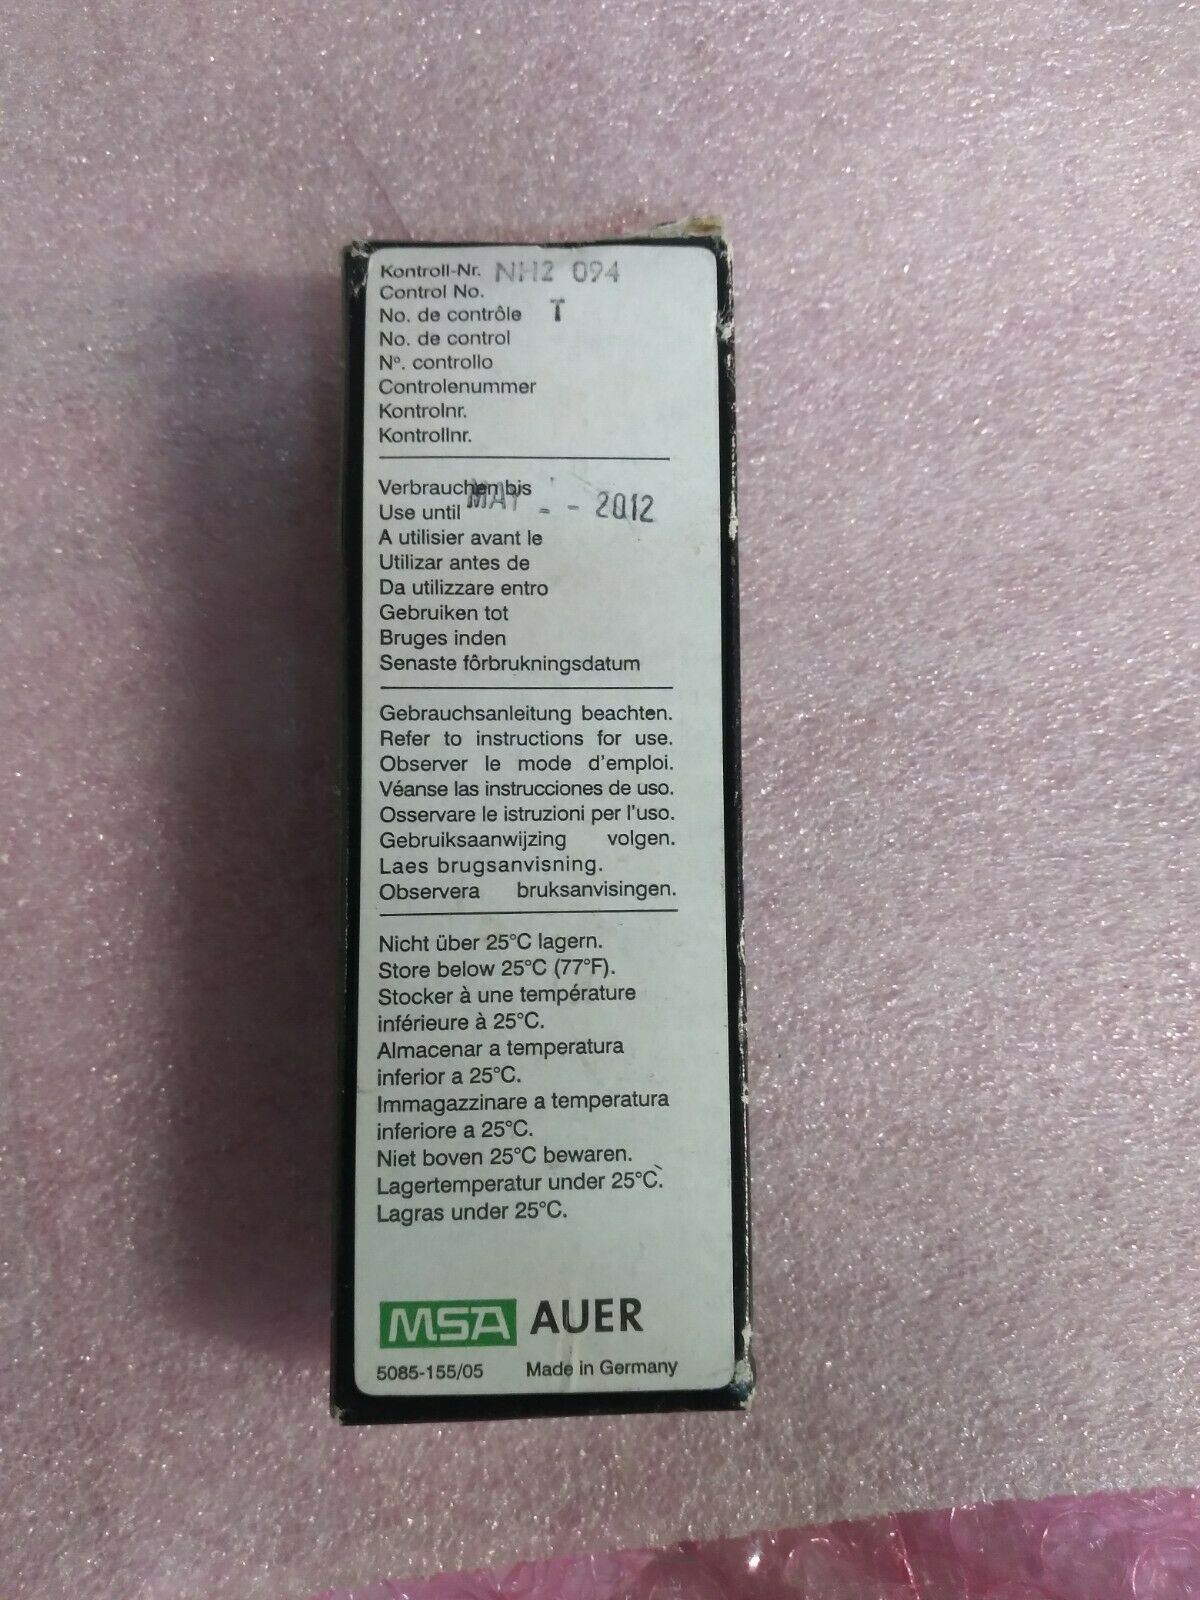 Kontroll-Nr. NH2 094
Control No.
No. de contrôle T
No. de control
Nº. controllo
Controlenummer
Kontrolnr.
Kontrollnr.
Verbrauchen bis
Use until MAY - - 2012
A utilisier avant le
Utilizar antes de
Da utilizzare entro
Gebruiken tot
Bruges inden
Senaste fôrbrukningsdatum
Gebrauchsanleitung beachten.
Refer to instructions for use.
Observer le mode d'emploi.
Véanse las instrucciones de uso.
Osservare le istruzioni per l'uso.
Gebruiksaanwijzing volgen.
Laes brugsanvisning.
Observera bruksanvisingen.
Nicht über 25°C lagern.
Store below 25°C (77°F).
Stocker à une température
inférieure à 25°C.
Almacenar a temperatura
inferior a 25°C.
Immagazzinare a temperatura
inferiore a 25°C.
Niet boven 25°C bewaren.
Lagertemperatur under 25°C.
Lagras under 25°C.
MSA AUER
5085-155/05 Made in Germany